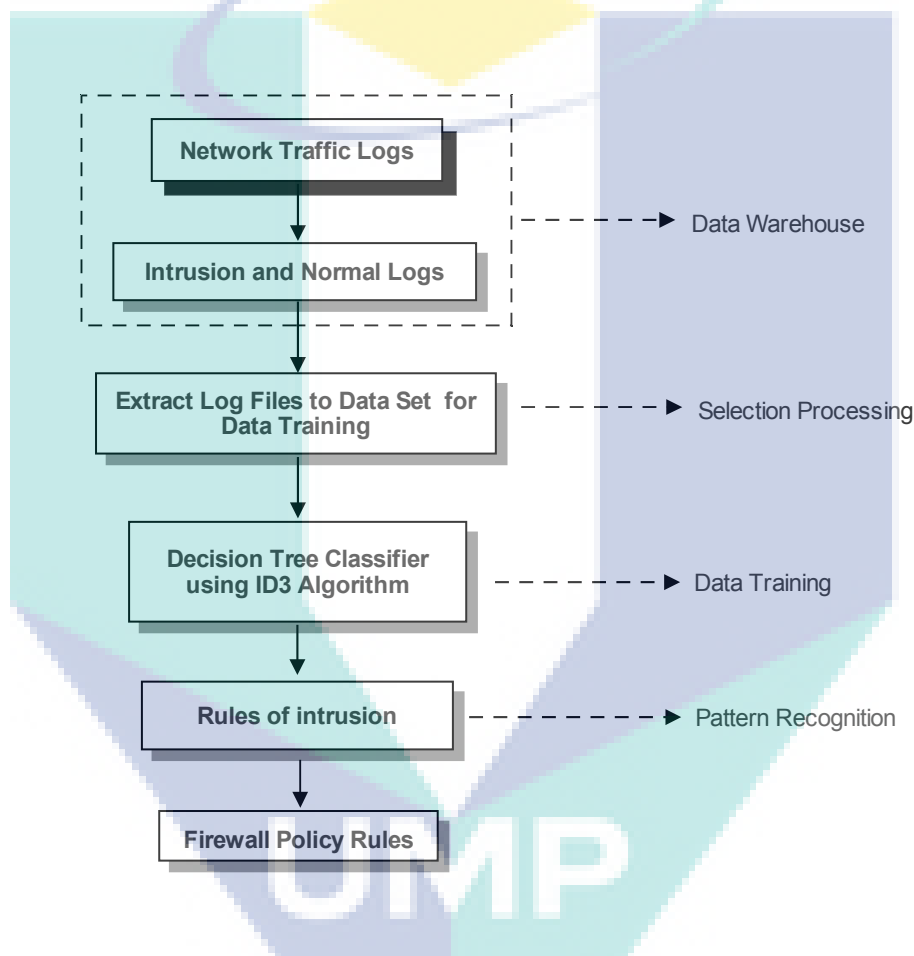 Network Traffic Logs
Intrusion and Normal Logs
Data Warehouse
Extract Log Files to Data Set for
Data Training
Selection Processing
Decision Tree Classifier
using ID3 Algorithm
Data Training
Rules of intrusion
Pattern Recognition
Firewall Policy Rules
UMP